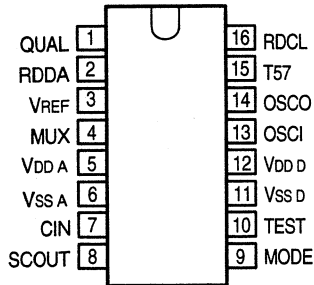 QUAL 1 16 RDCL
RDDA 2 15 T57
VREF 3 14 OSCO
MUX 4 13 OSCI
VDD A 5 12 VDD D
VSS A 6 11 VSS D
CIN 7 10 TEST
SCOUT 8 9 MODE